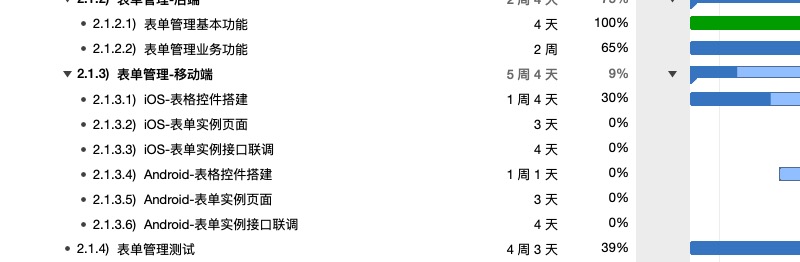 2 周 4 天
2.1.2.1) 表单管理基本功能 4 天 100%
2.1.2.2) 表单管理业务功能 2 周 65%
2.1.3) 表单管理-移动端 5 周 4 天 9%
2.1.3.1) iOS-表格控件搭建 1 周 4 天 30%
2.1.3.2) iOS-表单实例页面 3 天 0%
2.1.3.3) iOS-表单实例接口联调 4 天 0%
2.1.3.4) Android-表格控件搭建 1 周 1 天 0%
2.1.3.5) Android-表单实例页面 3 天 0%
2.1.3.6) Android-表单实例接口联调 4 天 0%
2.1.4) 表单管理测试 4 周 3 天 39%